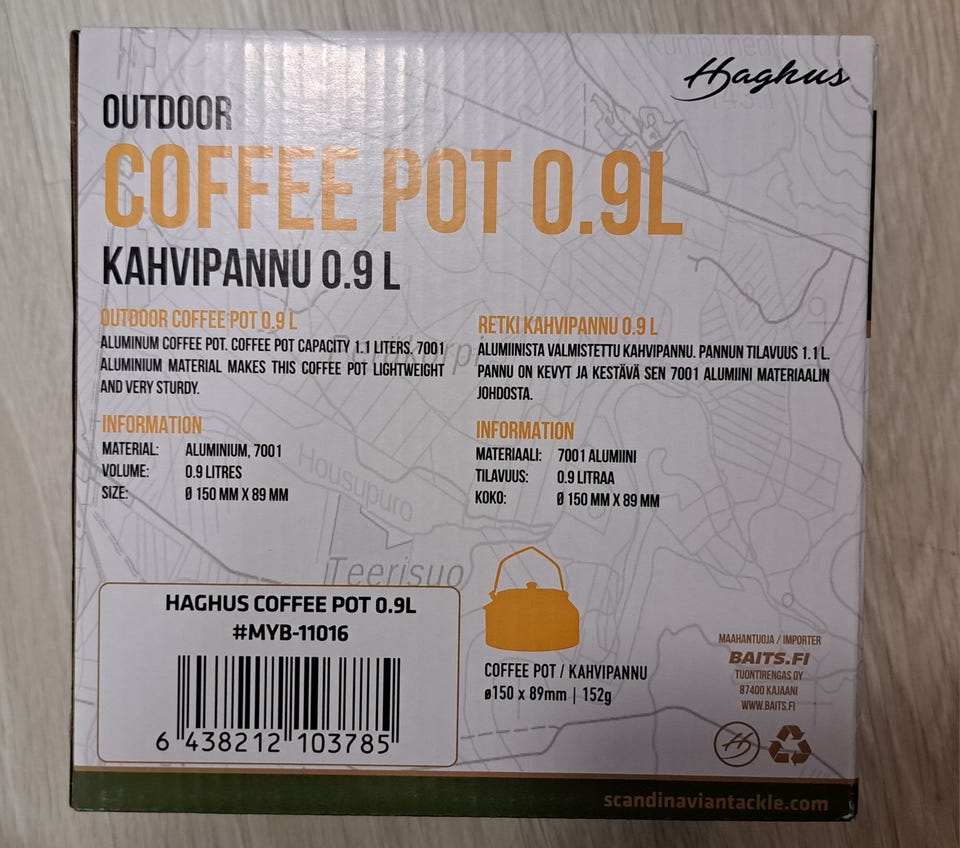 Haghus
OUTDOOR
COFFEE POT 0.9L
KAHVIPANNU 0.9 L
OUTDOOR COFFEE POT 0.9 L
ALUMINUM COFFEE POT. COFFEE POT CAPACITY 1.1 LITERS. 7001
ALUMINIUM MATERIAL MAKES THIS COFFEE POT LIGHTWEIGHT
AND VERY STURDY.
INFORMATION
MATERIAL: ALUMINIUM, 7001
VOLUME: 0.9 LITRES
SIZE: Ø 150 MM X 89 MM
RETKI KAHVIPANNU 0.9 L
ALUMIINISTA VALMISTETTU KAHVIPANNU. PANNUN TILAVUUS 1.1 L.
PANNU ON KEVYT JA KESTÄVÄ SEN 7001 ALUMIINI MATERIAALIN
JOHDOSTA.
INFORMATION
MATERIAALI: 7001 ALUMIINI
TILAVUUS: 0.9 LITRAA
KOKO: Ø 150 MM X 89 MM
Housupuro
Teerisuo
HAGHUS COFFEE POT 0.9L
#MYB-11016
6 438212 103785
COFFEE POT / KAHVIPANNU
ø150 x 89mm | 152g
MAAHANTUOJA / IMPORTER
BAITS.FI
TUONTIRENGAS OY
87400 KAJAANI
WWW.BAITS.FI
scandinaviantackle.com